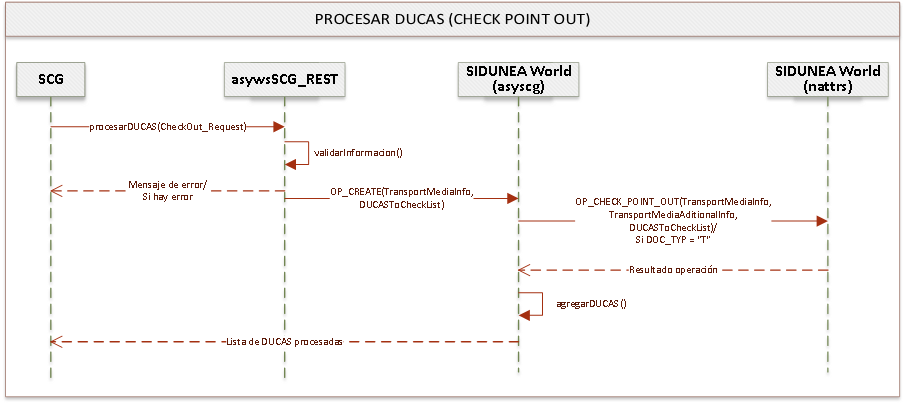 PROCESAR DUCAS (CHECK POINT OUT)
SCG
asywsSCG_REST
SIDUNEA World
(asyscg)
SIDUNEA World
(nattrs)
procesarDUCAS(CheckOut_Request)
validarInformacion()
Mensaje de error/
Si hay error
OP_CREATE(TransportMediaInfo,
DUCASToCheckList)
OP_CHECK_POINT_OUT(TransportMediaInfo,
TransportMediaAditionalInfo,
DUCASToCheckList)/
Si DOC_TYP = "T"
Resultado operación
agregarDUCAS()
Lista de DUCAS procesadas